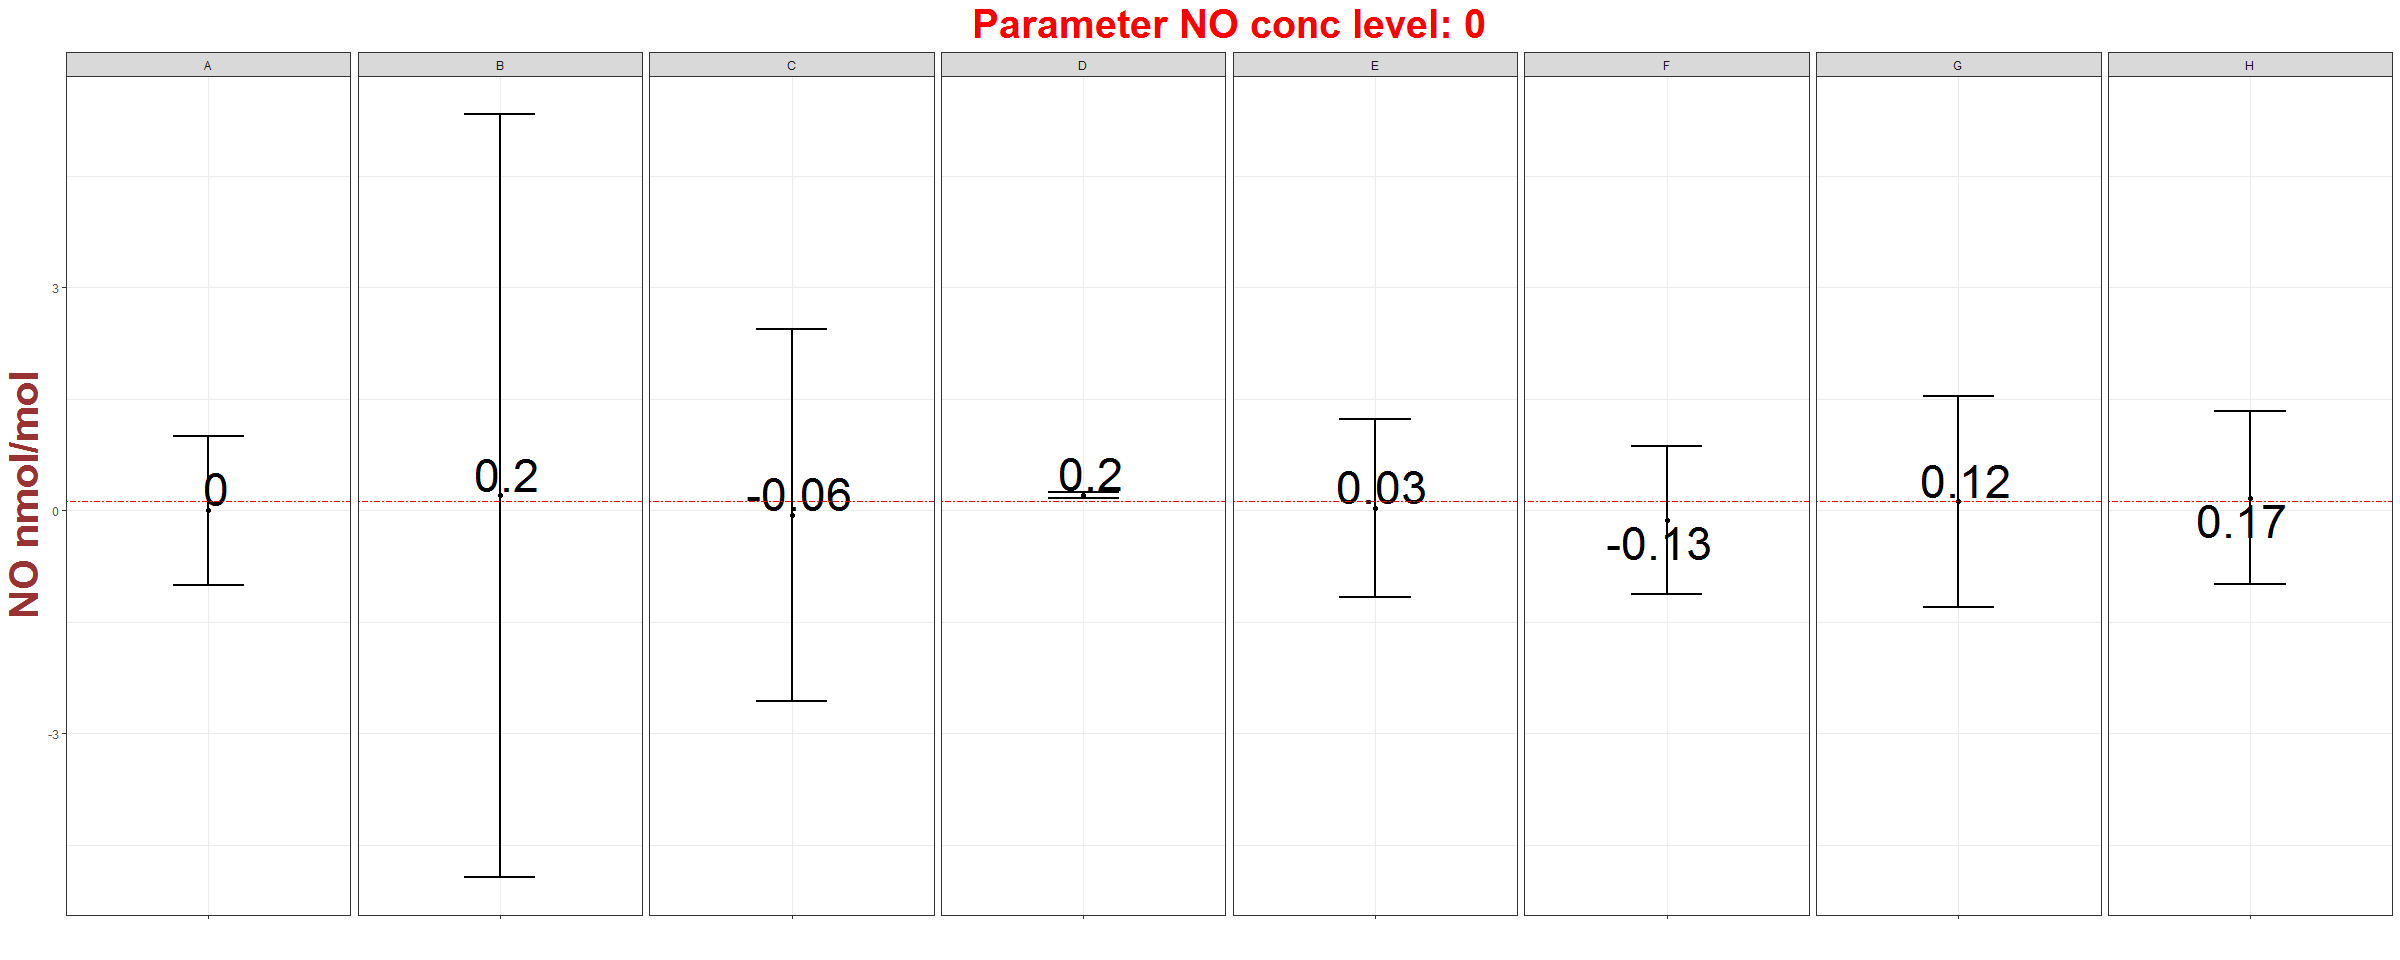 Parameter NO conc level: 0
A B C D E F G H
NO nmol/mol
3
0
-3
0 0.2 -0.06 0.2 0.03 -0.13 0.12 0.17